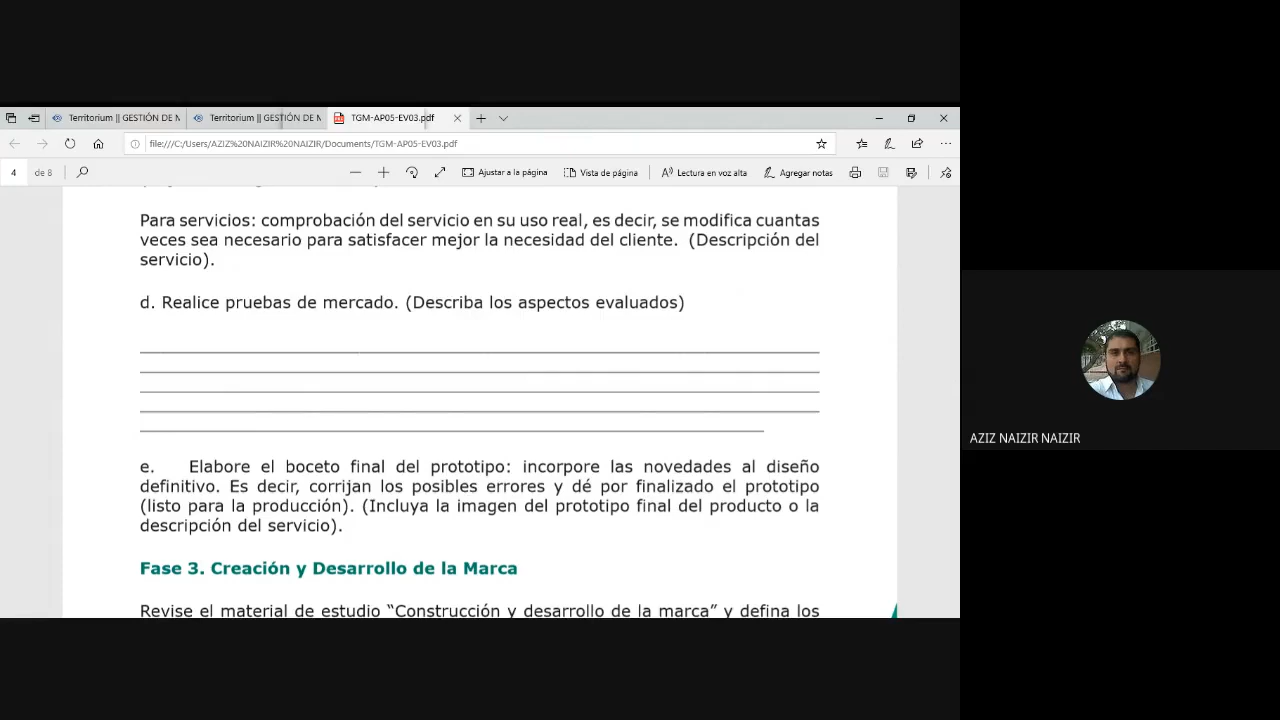 Territorium || GESTIÓN DE M
Territorium || GESTIÓN DE M
TGM-AP05-EV03.pdf
file:///C:/Users/AZIZ%20NAIZIR%20NAIZIR/Documents/TGM-AP05-EV03.pdf
4 de 8
Ajustar a la página
Vista de página
Lectura en voz alta
Agregar notas
Para servicios: comprobación del servicio en su uso real, es decir, se modifica cuantas
veces sea necesario para satisfacer mejor la necesidad del cliente. (Descripción del
servicio).
d. Realice pruebas de mercado. (Describa los aspectos evaluados)
e. Elabore el boceto final del prototipo: incorpore las novedades al diseño
definitivo. Es decir, corrijan los posibles errores y dé por finalizado el prototipo
(listo para la producción). (Incluya la imagen del prototipo final del producto o la
descripción del servicio).
Fase 3. Creación y Desarrollo de la Marca
Revise el material de estudio “Construcción y desarrollo de la marca” y defina los
AZIZ NAIZIR NAIZIR